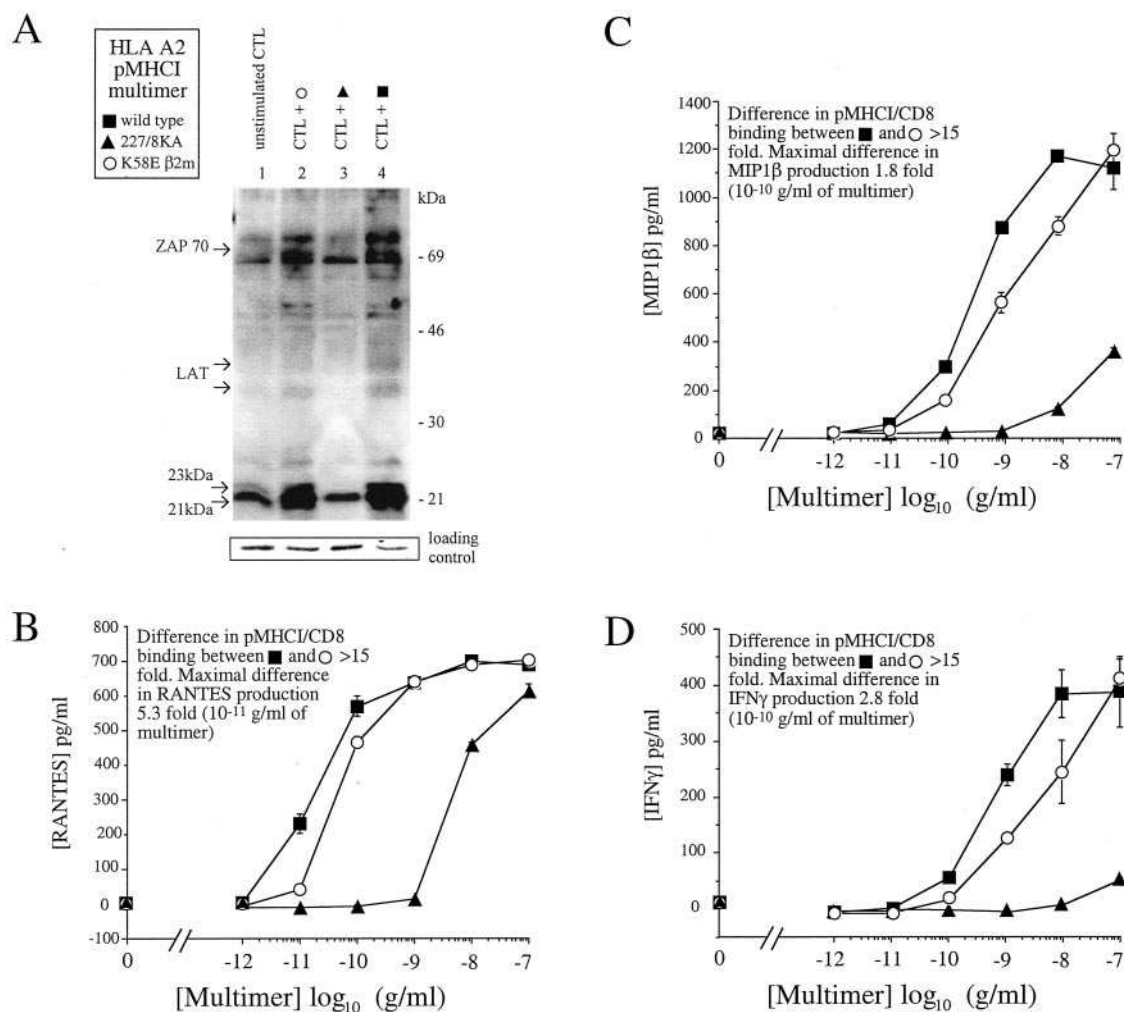 A
HLA A2
pMHCI
multimer
■ wild type
▲ 227/8KA
○ K58E β2m
unstimulated CTL
CTL + ○
CTL + ▲
CTL + ■
1 2 3 4
kDa
ZAP 70
- 69
- 46
LAT
- 30
23kDa
21kDa
- 21
loading
control
B
Difference in pMHCI/CD8
binding between ■ and ○ >15
fold. Maximal difference
in RANTES production
5.3 fold (10-11 g/ml of
multimer)
[RANTES] pg/ml
800
700
600
500
400
300
200
100
0
-100
0 -12 -11 -10 -9 -8 -7
[Multimer] log10 (g/ml)
C
Difference in pMHCI/CD8
binding between ■ and ○ >15
fold. Maximal difference in
MIP1β production 1.8 fold
(10-10 g/ml of multimer)
[MIP1β] pg/ml
1400
1200
1000
800
600
400
200
0
0 -12 -11 -10 -9 -8 -7
[Multimer] log10 (g/ml)
D
Difference in pMHCI/CD8
binding between ■ and ○ >15
fold. Maximal difference in
IFNγ production 2.8 fold
(10-10 g/ml of multimer)
[IFNγ] pg/ml
500
400
300
200
100
0
0 -12 -11 -10 -9 -8 -7
[Multimer] log10 (g/ml)